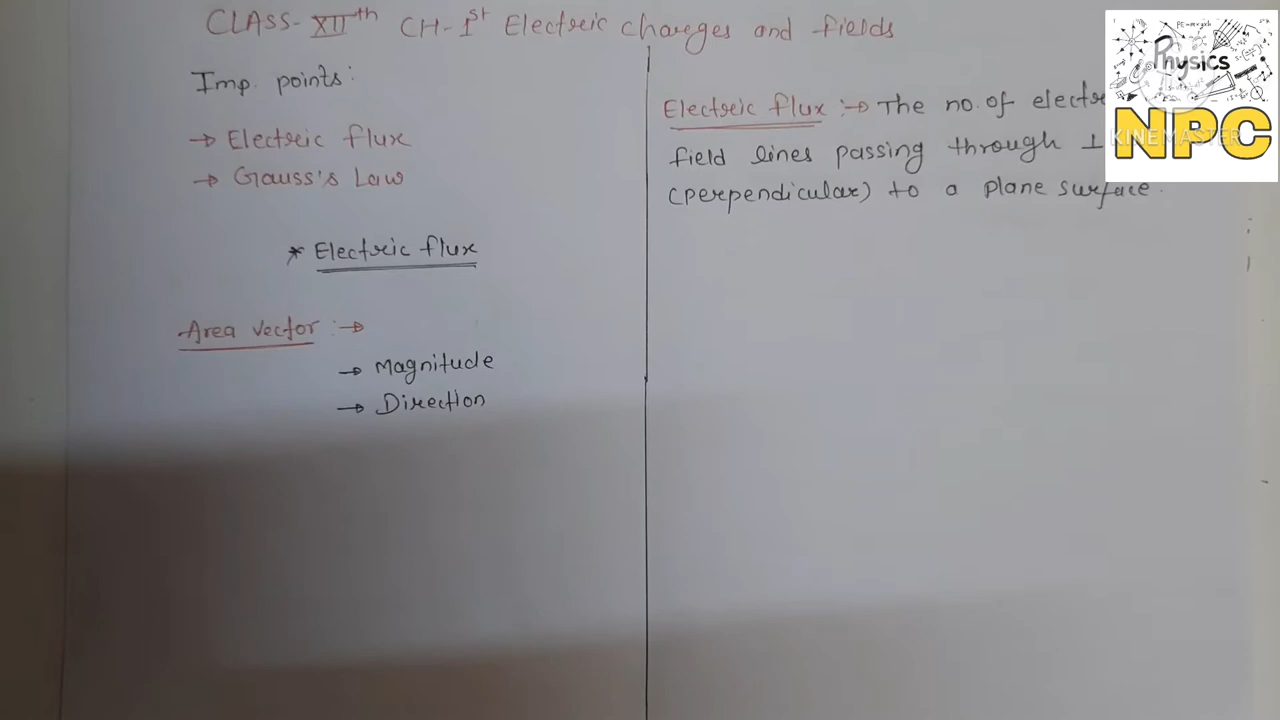 CLASS-XIIth CH-1st Electric charges and fields
Imp. points:
→ Electric flux
→ Gauss's Law
* Electric flux
Area vector :→
→ Magnitude
→ Direction
Electric flux :→ The no. of electr
field lines passing through ⊥
(perpendicular) to a plane surface.
Physics
KINEMASTER
NPC